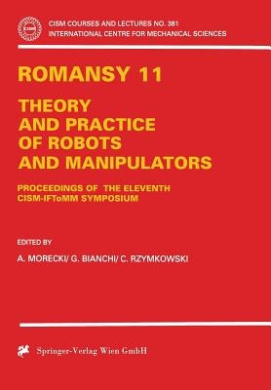 CISM COURSES AND LECTURES NO. 381
INTERNATIONAL CENTRE FOR MECHANICAL SCIENCES
ROMANSY 11
THEORY
AND PRACTICE
OF ROBOTS
AND MANIPULATORS
PROCEEDINGS OF THE ELEVENTH
CISM-IFToMM SYMPOSIUM
EDITED BY
A. MORECKI/ G. BIANCHI/ C. RZYMKOWSKI
Springer-Verlag Wien GmbH